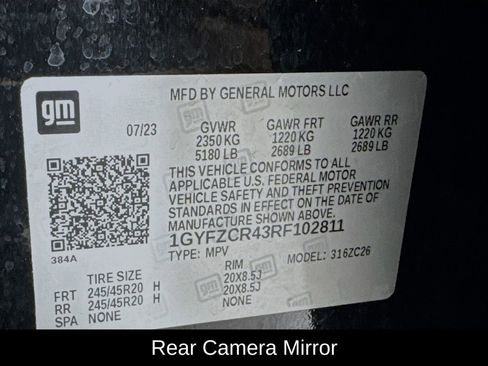 gm
MFD BY GENERAL MOTORS LLC
07/23 GVWR GAWR FRT GAWR RR
2350 KG 1220 KG 1220 KG
5180 LB 2689 LB 2689 LB
THIS VEHICLE CONFORMS TO ALL
APPLICABLE U.S. FEDERAL MOTOR
VEHICLE SAFETY AND THEFT PREVENTION
STANDARDS IN EFFECT ON THE DATE OF
MANUFACTURE SHOWN ABOVE.
1GYFZCR43RF102811
384A
TYPE: MPV MODEL: 316ZC26
TIRE SIZE RIM
FRT 245/45R20 H 20X8.5J
RR 245/45R20 H 20X8.5J
SPA NONE NONE
Rear Camera Mirror